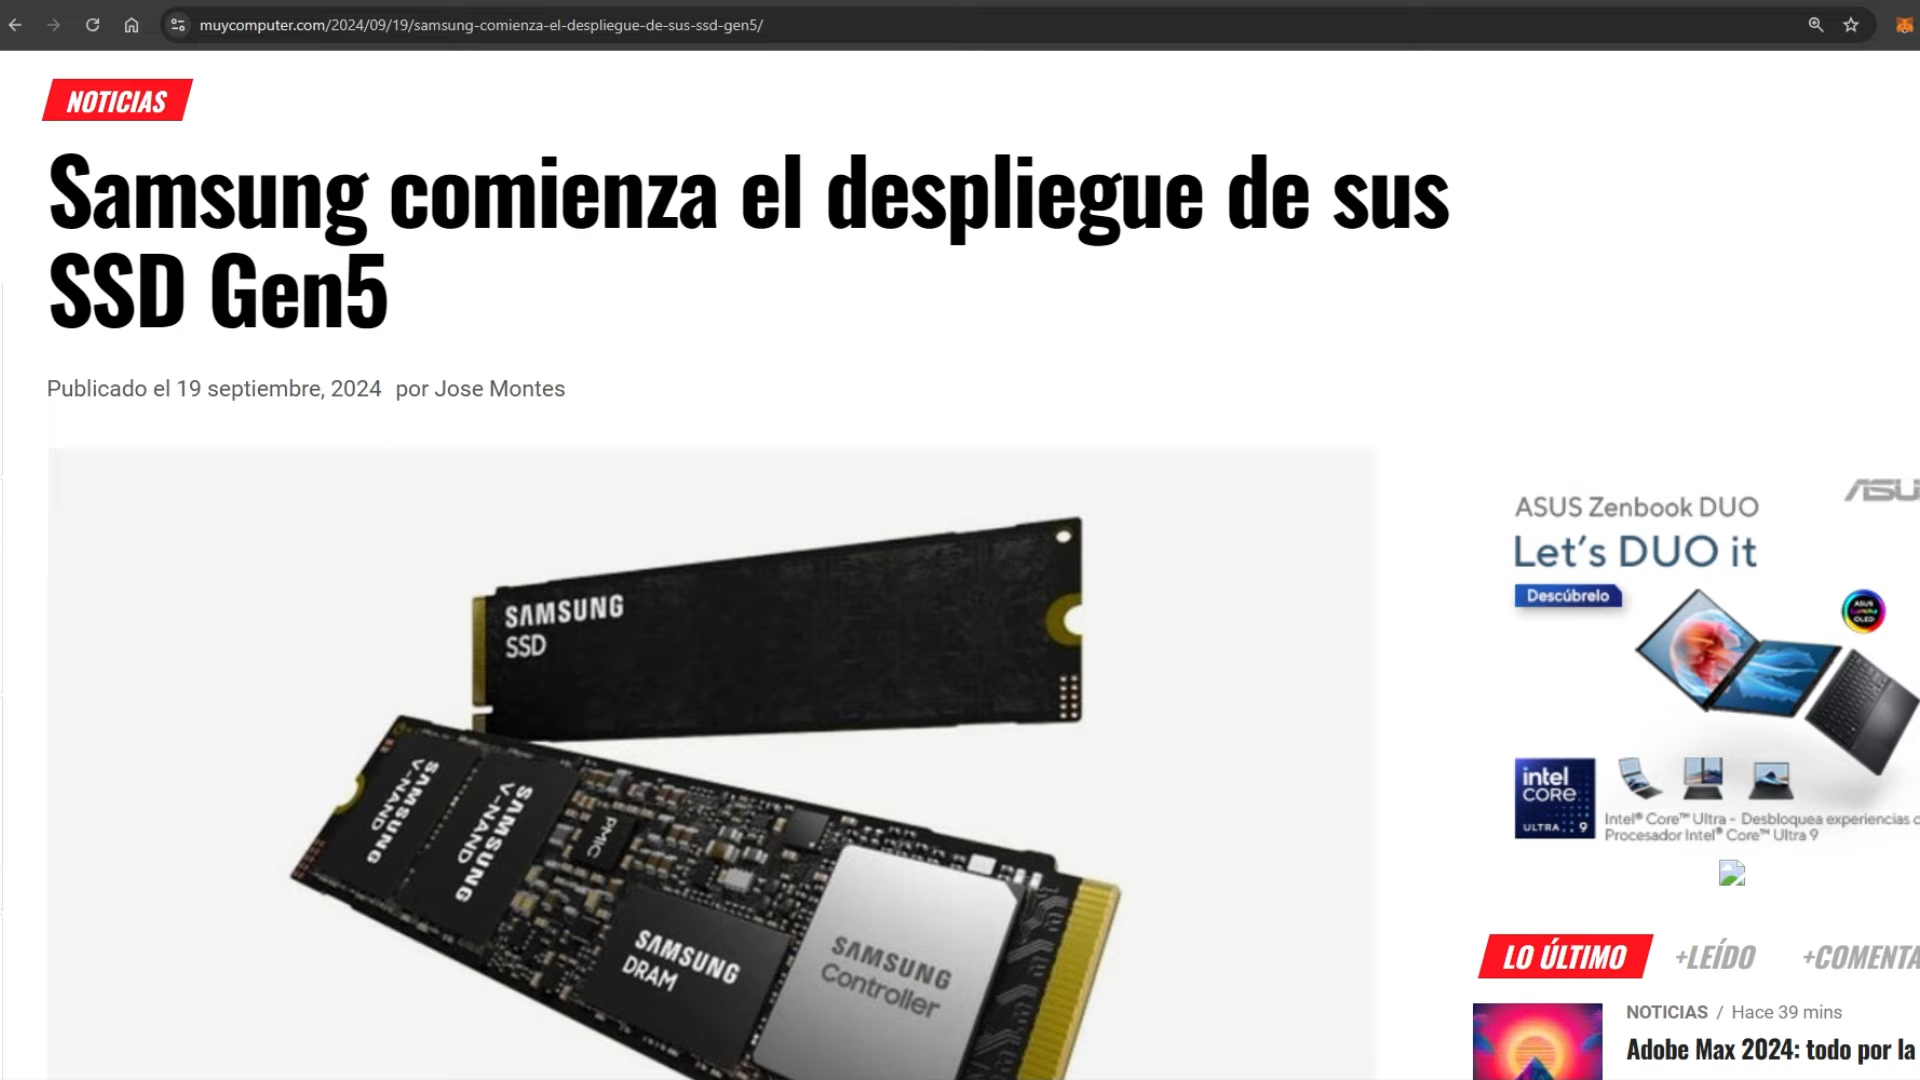 muycomputer.com/2024/09/19/samsung-comienza-el-despliegue-de-sus-ssd-gen5/
NOTICIAS
Samsung comienza el despliegue de sus
SSD Gen5
Publicado el 19 septiembre, 2024 por Jose Montes
SAMSUNG
SSD
SAMSUNG
V-NAND
SAMSUNG
V-NAND
PMIC
SAMSUNG
DRAM
SAMSUNG
Controller
ASUS Zenbook DUO
Let's DUO it
Descúbrelo
ASUS
OLED
intel
CORE
ULTRA 9
Intel® Core™ Ultra - Desbloquea experiencias
Procesador Intel® Core™ Ultra 9
LO ÚLTIMO
+LEÍDO
+COMENTA
NOTICIAS / Hace 39 mins
Adobe Max 2024: todo por la